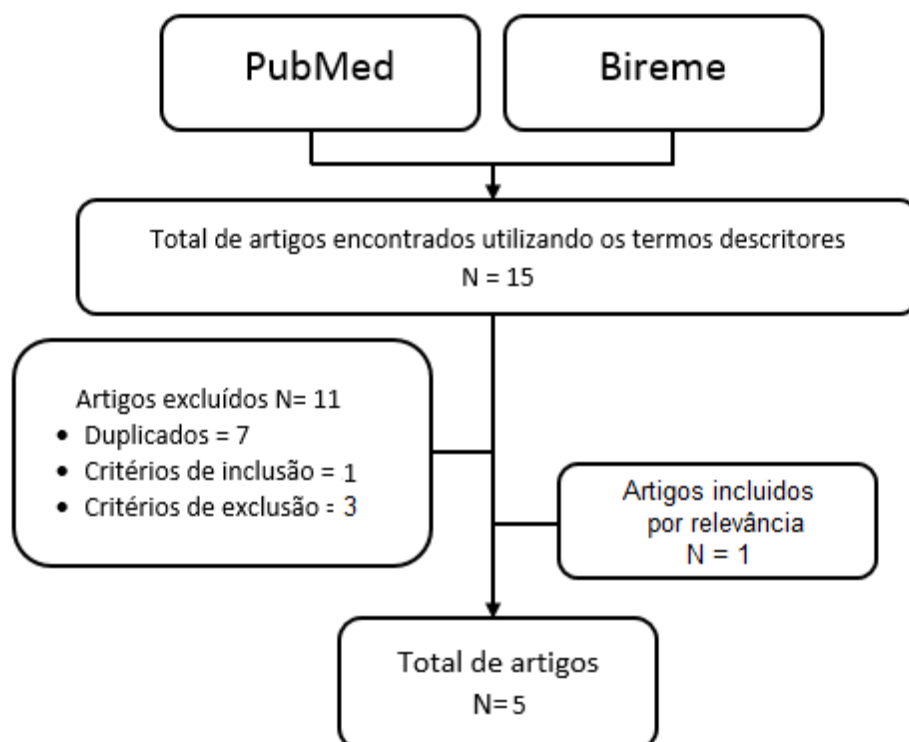 PubMed
Bireme
Total de artigos encontrados utilizando os termos descritores
N = 15
Artigos excluídos N= 11
• Duplicados = 7
• Critérios de inclusão = 1
• Critérios de exclusão = 3
Artigos incluidos
por relevância
N = 1
Total de artigos
N= 5